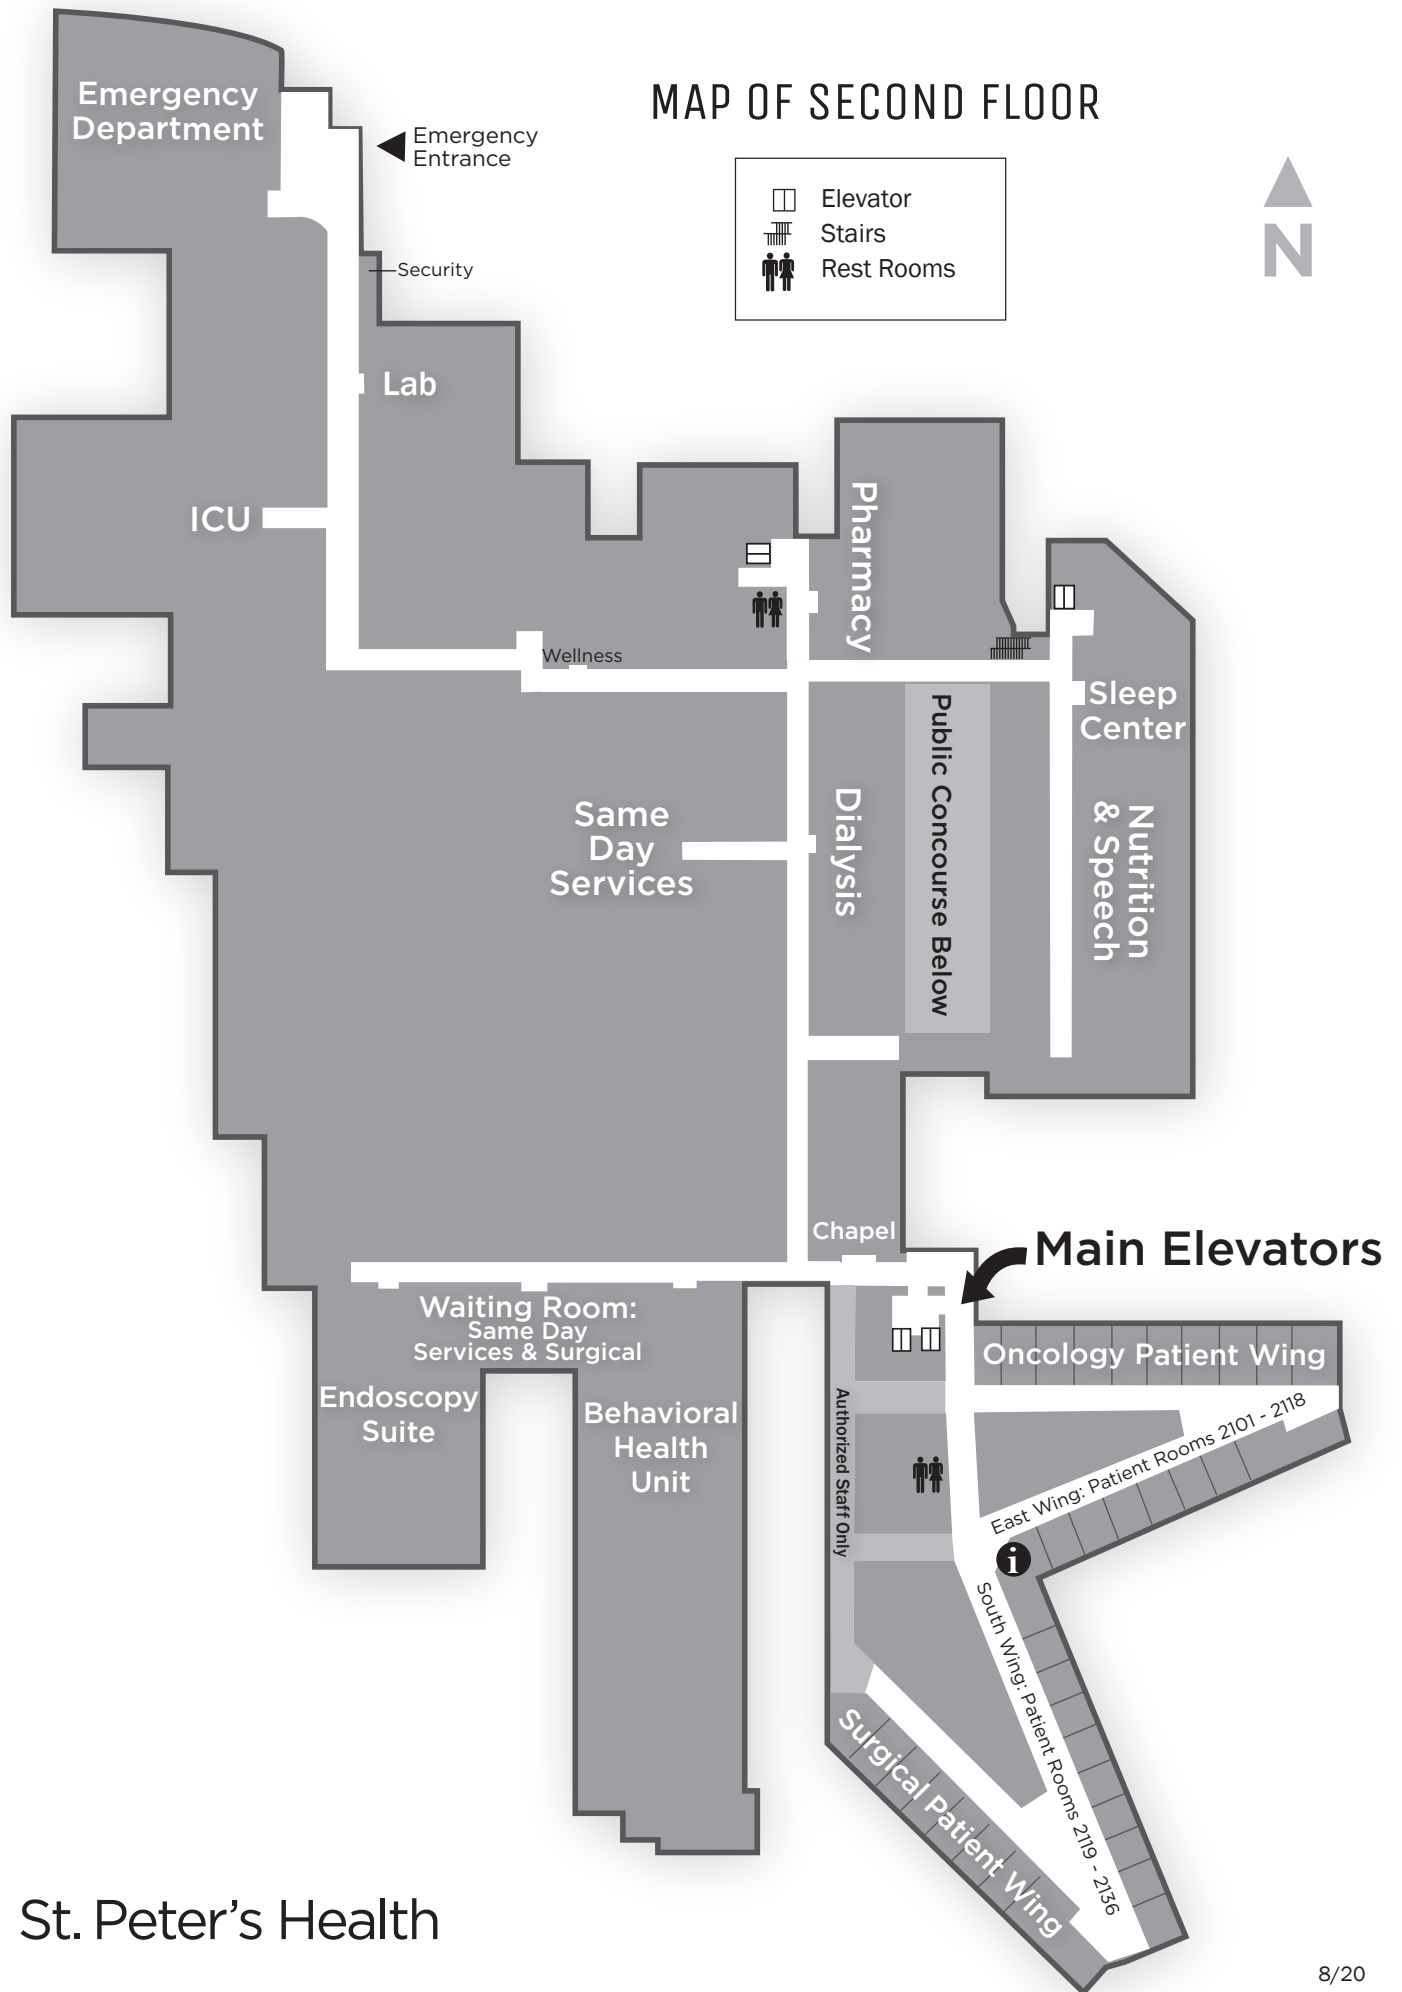 MAP OF SECOND FLOOR
Elevator
Stairs
Rest Rooms
N
Emergency
Department
Emergency
Entrance
Security
Lab
ICU
Pharmacy
Wellness
Sleep
Center
Public Concourse Below
Same
Day
Services
Dialysis
Nutrition
& Speech
Chapel
Main Elevators
Waiting Room:
Same Day
Services & Surgical
Oncology Patient Wing
Endoscopy
Suite
Behavioral
Health
Unit
Authorized Staff Only
East Wing: Patient Rooms 2101 - 2118
i
South Wing: Patient Rooms 2119 - 2136
Surgical Patient Wing
St. Peter’s Health
8/20